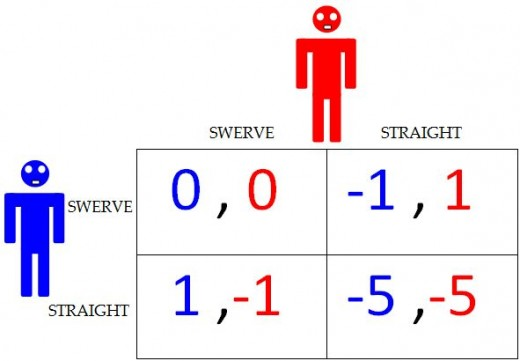 SWERVE STRAIGHT
SWERVE 0 , 0 -1 , 1
STRAIGHT 1 ,-1 -5 ,-5